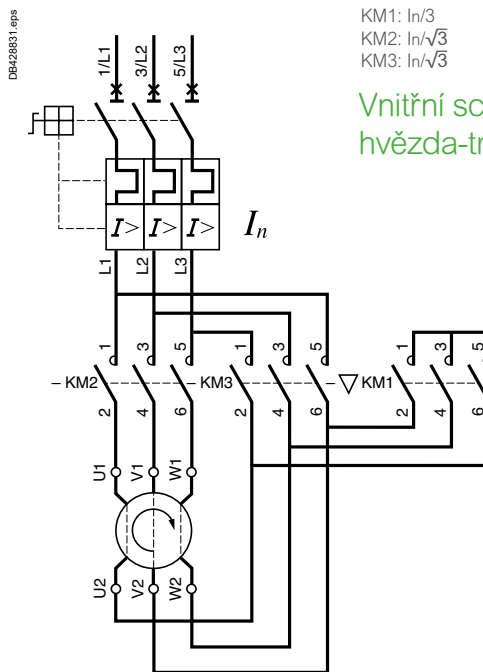 DB428831.eps
KM1: In/3
KM2: In/√3
KM3: In/√3
Vnitřní sc
hvězda-tr
1/L1 3/L2 5/L3
I> I> I> In
L1 L2 L3
1 3 5 1 3 5 1 3 5
KM2 KM3 KM1
2 4 6 2 4 6 2 4 6
U1 V1 W1
U2 V2 W2